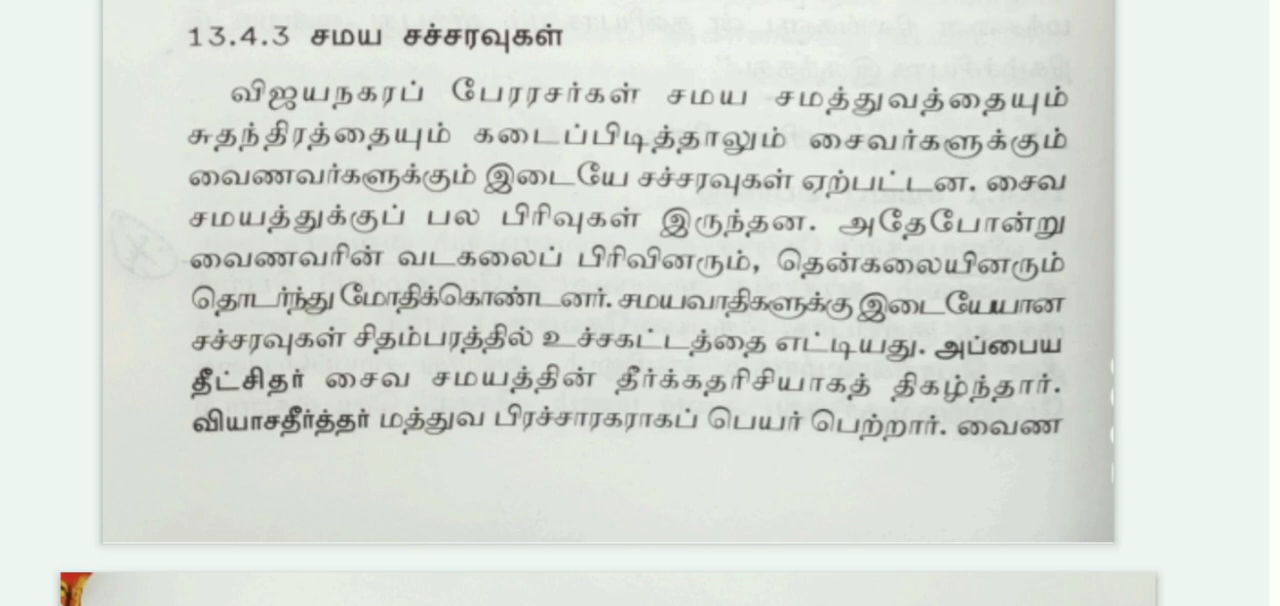 13.4.3 சமய சச்சரவுகள்
விஜயநகரப் பேரரசர்கள் சமய சமத்துவத்தையும்
சுதந்திரத்தையும் கடைப்பிடித்தாலும் சைவர்களுக்கும்
வைணவர்களுக்கும் இடையே சச்சரவுகள் ஏற்பட்டன. சைவ
சமயத்துக்குப் பல பிரிவுகள் இருந்தன. அதேபோன்று
வைணவரின் வடகலைப் பிரிவினரும், தென்கலையினரும்
தொடர்ந்து மோதிக்கொண்டனர். சமயவாதிகளுக்கு இடையேயான
சச்சரவுகள் சிதம்பரத்தில் உச்சகட்டத்தை எட்டியது. அப்பைய
தீட்சிதர் சைவ சமயத்தின் தீர்க்கதரிசியாகத் திகழ்ந்தார்.
வியாசதீர்த்தர் மத்துவ பிரச்சாரகராகப் பெயர் பெற்றார். வைண